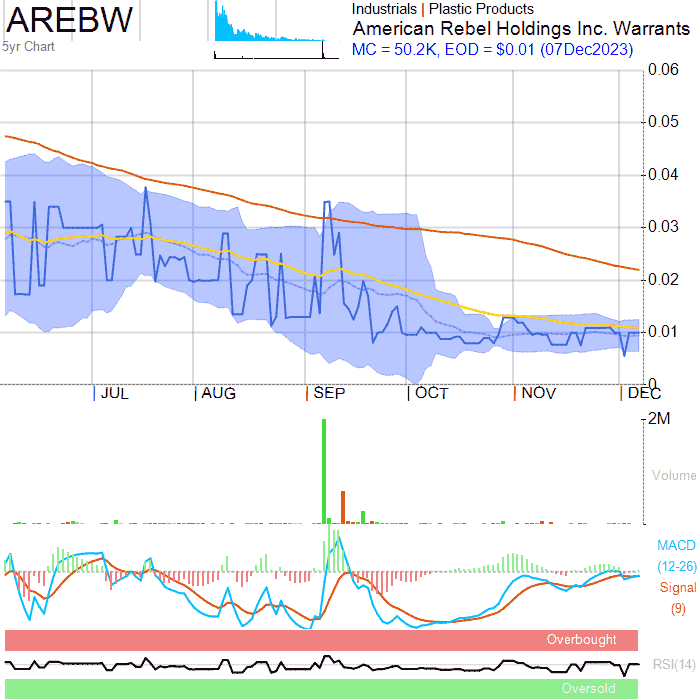 AREBW
5yr Chart
Industrials | Plastic Products
American Rebel Holdings Inc. Warrants
MC = 50.2K, EOD = $0.01 (07Dec2023)
0.06
0.05
0.04
0.03
0.02
0.01
0
JUL AUG SEP OCT NOV DEC
2M
Volume
MACD
(12-26)
Signal
(9)
Overbought
RSI(14)
Oversold